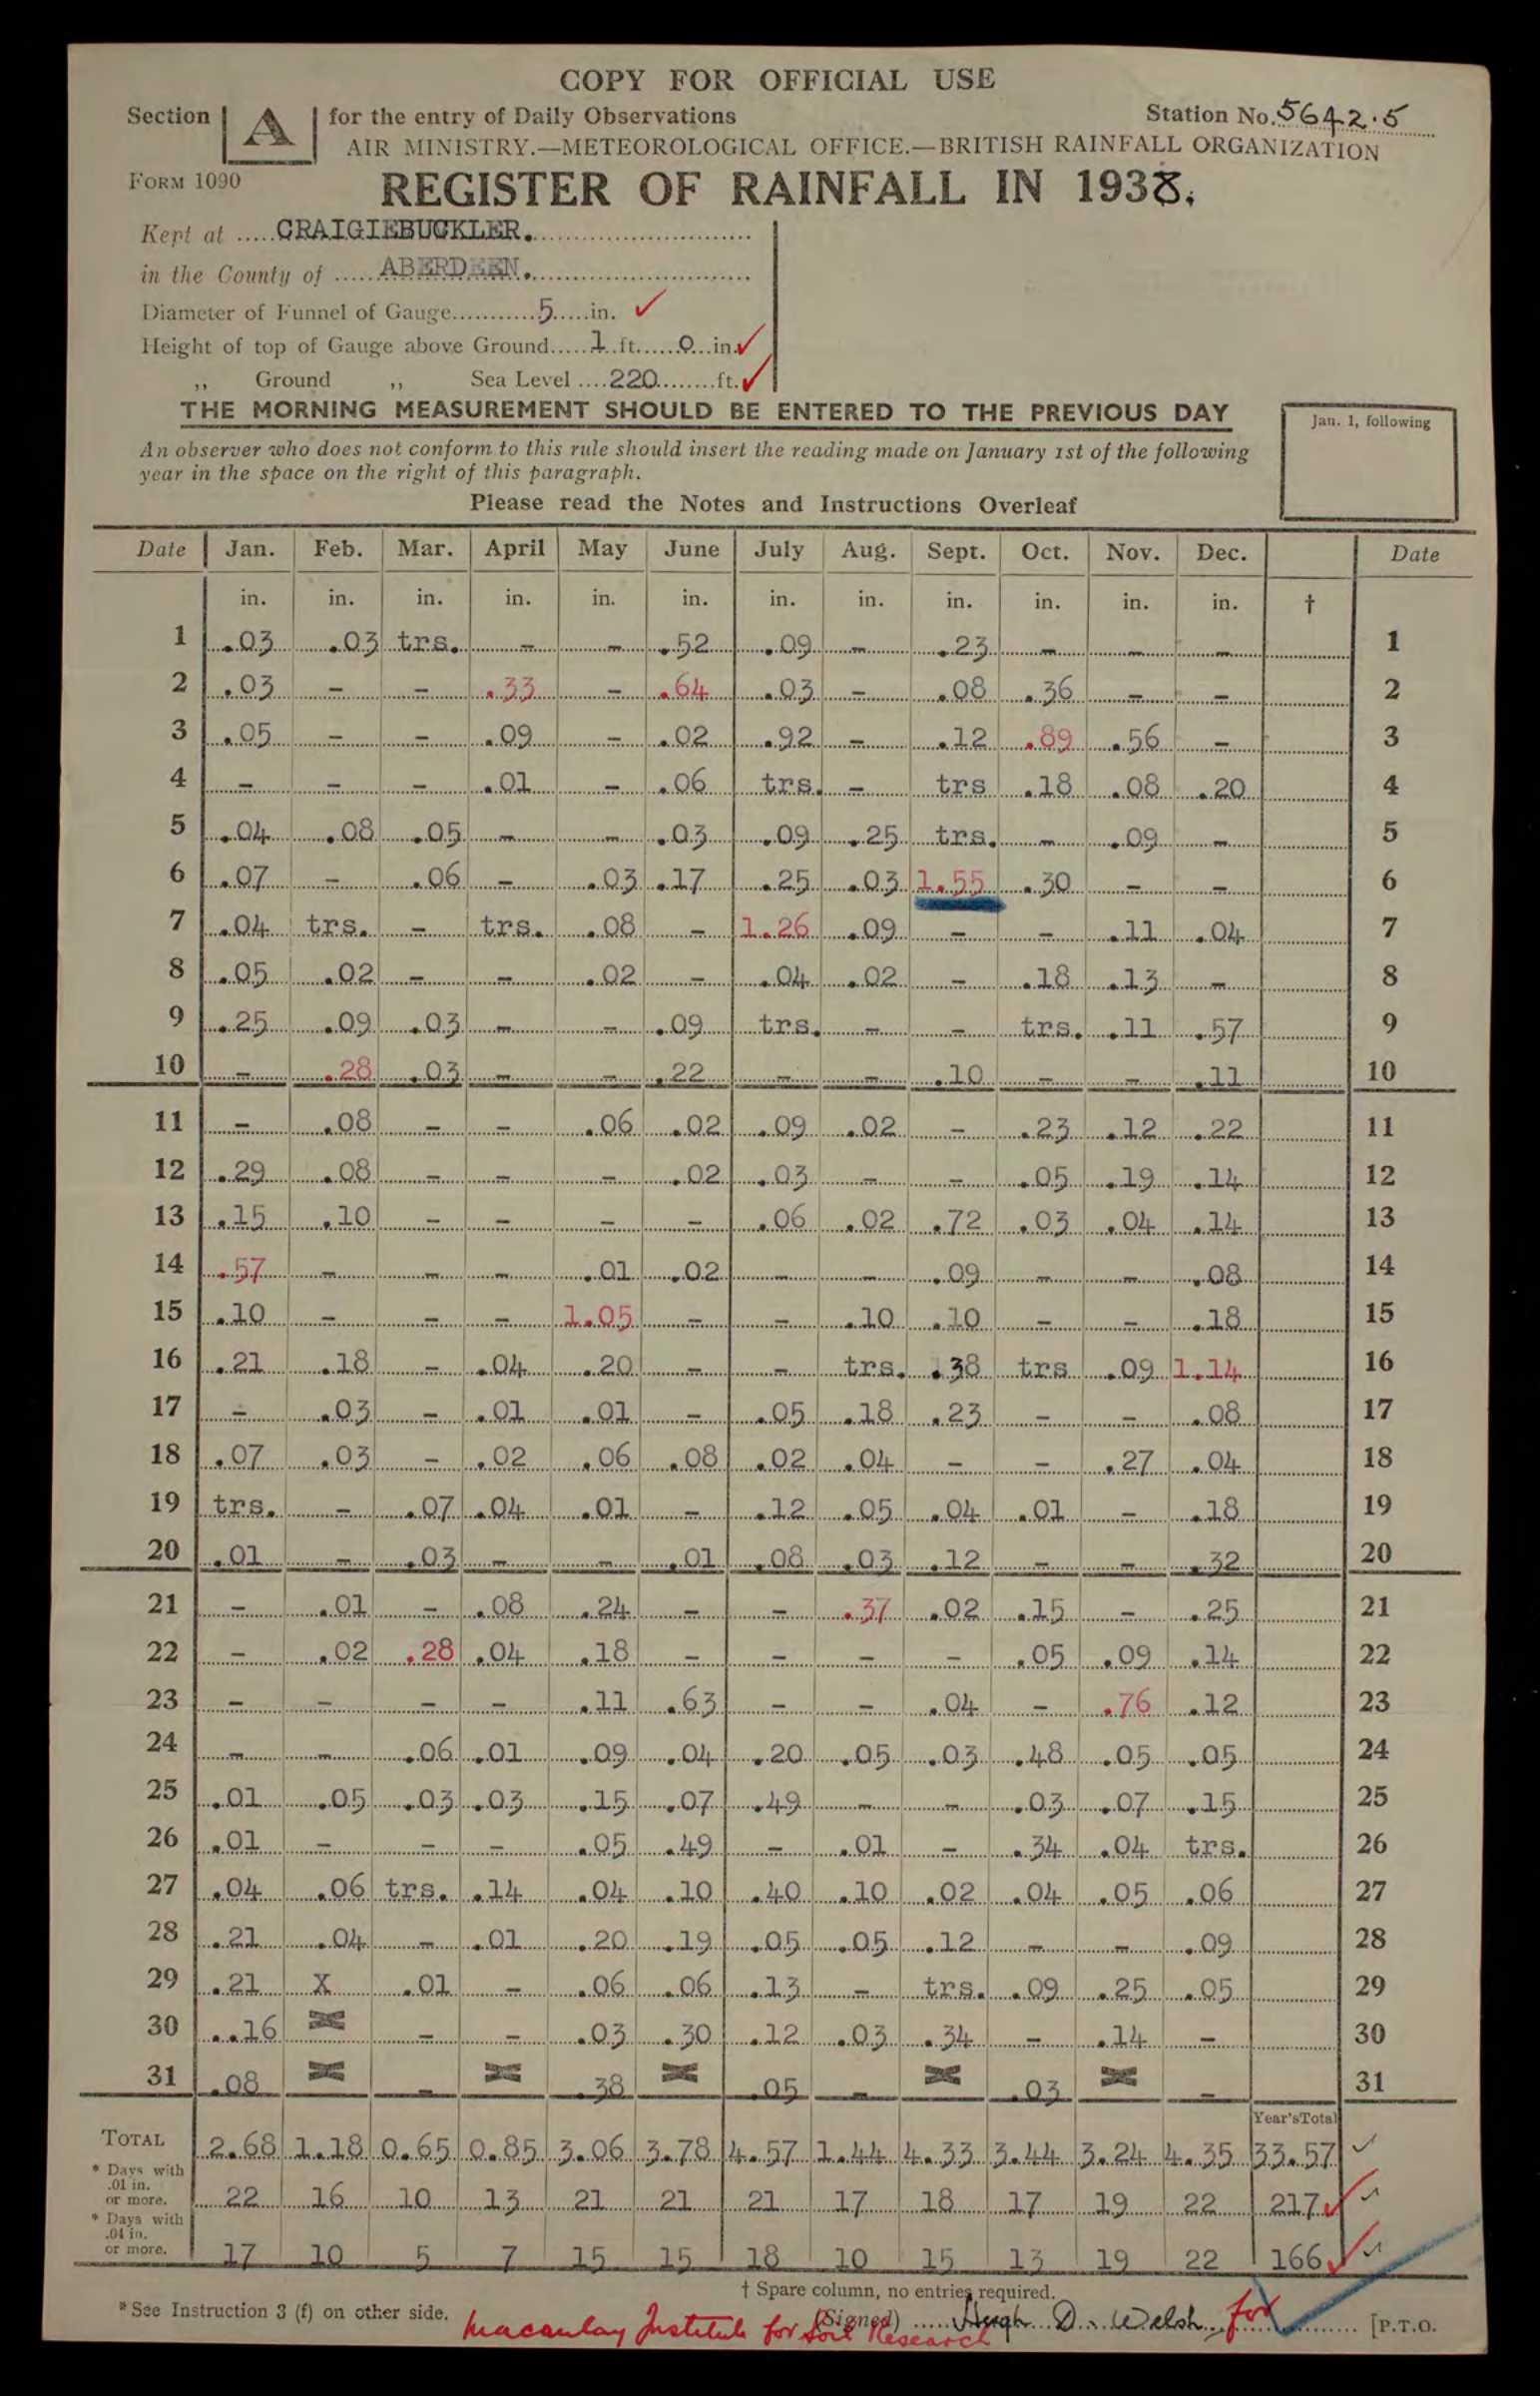 COPY FOR OFFICIAL USE
Section A for the entry of Daily Observations Station No. 5642.5
AIR MINISTRY.—METEOROLOGICAL OFFICE.—BRITISH RAINFALL ORGANIZATION
FORM 1090 REGISTER OF RAINFALL IN 1938.
Kept at CRAIGIEBUCKLER.
in the County of ABERDEEN.
Diameter of Funnel of Gauge 5 in. ✓
Height of top of Gauge above Ground 1 ft. 0 in. ✓
„ Ground „ Sea Level 220 ft. ✓
THE MORNING MEASUREMENT SHOULD BE ENTERED TO THE PREVIOUS DAY
Jan. 1, following
An observer who does not conform to this rule should insert the reading made on January 1st of the following
year in the space on the right of this paragraph.
Please read the Notes and Instructions Overleaf
Date Jan. Feb. Mar. April May June July Aug. Sept. Oct. Nov. Dec. Date
in. in. in. in. in. in. in. in. in. in. in. in. †
1 .03 .03 trs. - - .52 .09 - .23 - - - 1
2 .03 - - .33 - .64 .03 - .08 .36 - - 2
3 .05 - - .09 - .02 .92 - .12 .89 .56 - 3
4 - - - .01 - .06 trs. - trs .18 .08 .20 4
5 .04 .08 .05 - - .03 .09 .25 trs. - .09 - 5
6 .07 - .06 - .03 .17 .25 .03 1.55 .30 - - 6
7 .04 trs. - trs. .08 - 1.26 .09 - - .11 .04 7
8 .05 .02 - - .02 - .04 .02 - .18 .13 - 8
9 .25 .09 .03 - - .09 trs. - - trs. .11 .57 9
10 - .28 .03 - - .22 - - .10 - - .11 10
11 - .08 - - .06 .02 .09 .02 - .23 .12 .22 11
12 .29 .08 - - - .02 .03 - - .05 .19 .14 12
13 .15 .10 - - - - .06 .02 .72 .03 .04 .14 13
14 .57 - - - .01 .02 - - .09 - - .08 14
15 .10 - - - 1.05 - - .10 .10 - - .18 15
16 .21 .18 - .04 .20 - - trs. .38 trs .09 1.14 16
17 - .03 - .01 .01 - .05 .18 .23 - - .08 17
18 .07 .03 - .02 .06 .08 .02 .04 - - .27 .04 18
19 trs. - .07 .04 .01 - .12 .05 .04 .01 - .18 19
20 .01 - .03 - - .01 .08 .03 .12 - - .32 20
21 - .01 - .08 .24 - - .37 .02 .15 - .25 21
22 - .02 .28 .04 .18 - - - - .05 .09 .14 22
23 - - - - .11 .63 - - .04 - .76 .12 23
24 - - .06 .01 .09 .04 .20 .05 .03 .48 .05 .05 24
25 .01 .05 .03 .03 .15 .07 .49 - - .03 .07 .15 25
26 .01 - - - .05 .49 - .01 - .34 .04 trs. 26
27 .04 .06 trs. .14 .04 .10 .40 .10 .02 .04 .05 .06 27
28 .21 .04 - .01 .20 .19 .05 .05 .12 - - .09 28
29 .21 X .01 - .06 .06 .13 - trs. .09 .25 .05 29
30 ..16 - - .03 .30 .12 .03 .34 - .14 - 30
31 .08 - .38 .05 - .03 - 31
Year's Total
TOTAL 2.68 1.18 0.65 0.85 3.06 3.78 4.57 1.44 4.33 3.44 3.24 4.35 33.57 ✓
* Days with .01 in. or more. 22 16 10 13 21 21 21 17 18 17 19 22 217 ✓
* Days with .04 in. or more. 17 10 5 7 15 15 18 10 15 13 19 22 166 ✓
† Spare column, no entries required.
* See Instruction 3 (f) on other side. (Signed) Hugh D. Welsh for [P.T.O.
Macaulay Institute for Soil Research